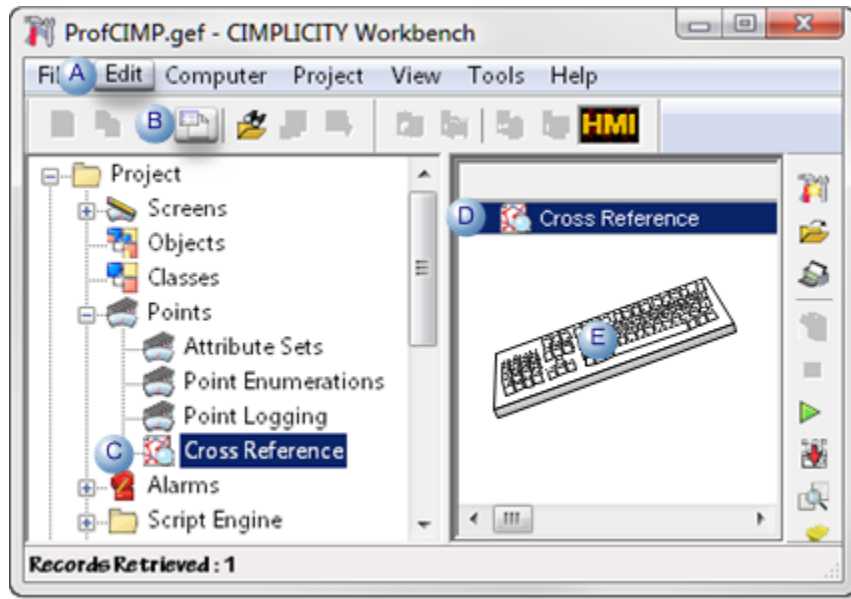 ProfCIMP.gef - CIMPLICITY Workbench
Fil A Edit Computer Project View Tools Help
B HMI
Project
Screens
D Cross Reference
Objects
Classes
Points
Attribute Sets
E
Point Enumerations
Point Logging
C Cross Reference
Alarms
Script Engine
Records Retrieved : 1